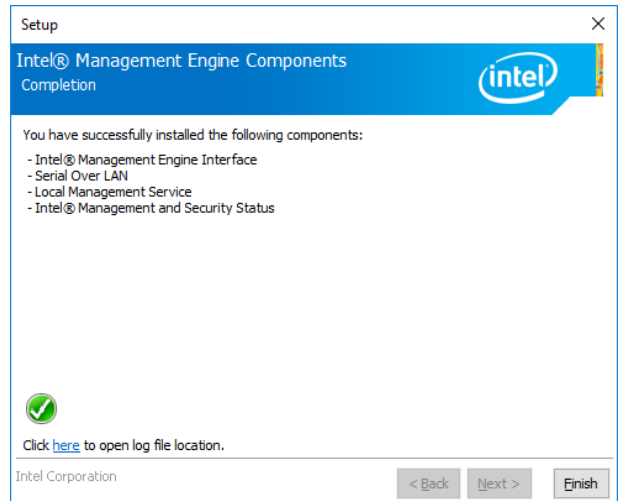 Setup
Intel® Management Engine Components
Completion
intel
You have successfully installed the following components:
- Intel® Management Engine Interface
- Serial Over LAN
- Local Management Service
- Intel® Management and Security Status
Click here to open log file location.
Intel Corporation
< Back Next > Finish